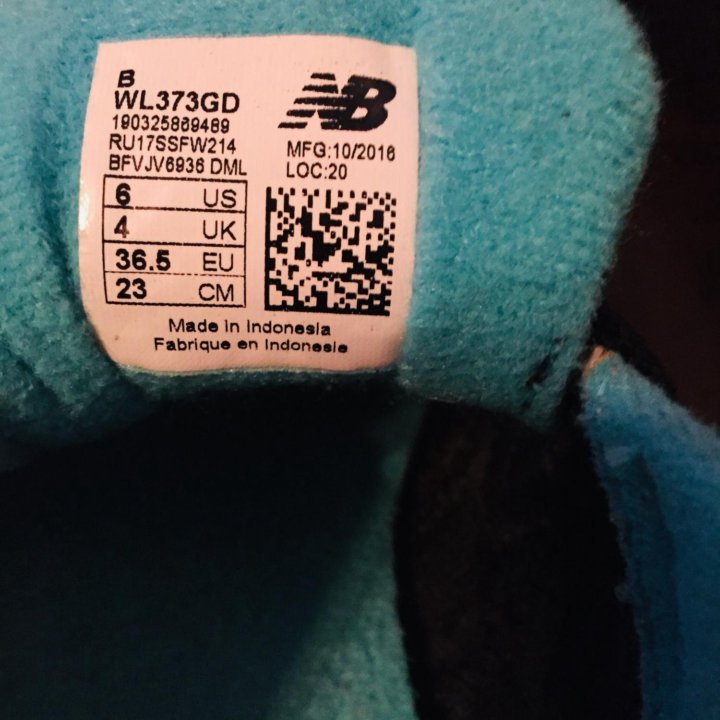 B
WL373GD
190325869489
RU17SSFW214
BFVJV6936 DML
NB
MFG:10/2016
LOC:20
6 US
4 UK
36.5 EU
23 CM
Made in Indonesia
Fabrique en Indonesie